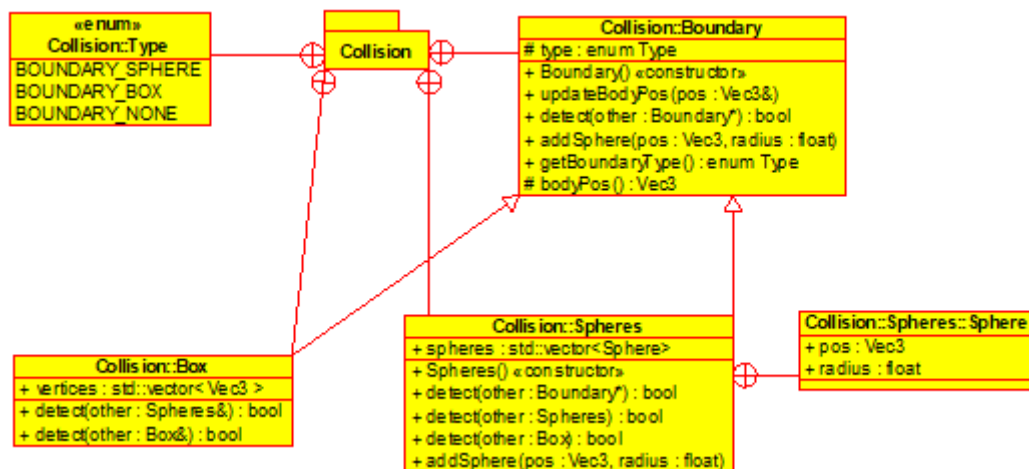 «enum»
Collision::Type
BOUNDARY_SPHERE
BOUNDARY_BOX
BOUNDARY_NONE
Collision
Collision::Boundary
# type : enum Type
+ Boundary() «constructor»
+ updateBodyPos(pos : Vec3&)
+ detect(other : Boundary*) : bool
+ addSphere(pos : Vec3, radius : float)
+ getBoundaryType() : enum Type
# bodyPos() : Vec3
Collision::Box
+ vertices : std::vector< Vec3 >
+ detect(other : Spheres&) : bool
+ detect(other : Box&) : bool
Collision::Spheres
+ spheres : std::vector<Sphere>
+ Spheres() «constructor»
+ detect(other : Boundary*) : bool
+ detect(other : Spheres) : bool
+ detect(other : Box) : bool
+ addSphere(pos : Vec3, radius : float)
Collision::Spheres::Sphere
+ pos : Vec3
+ radius : float